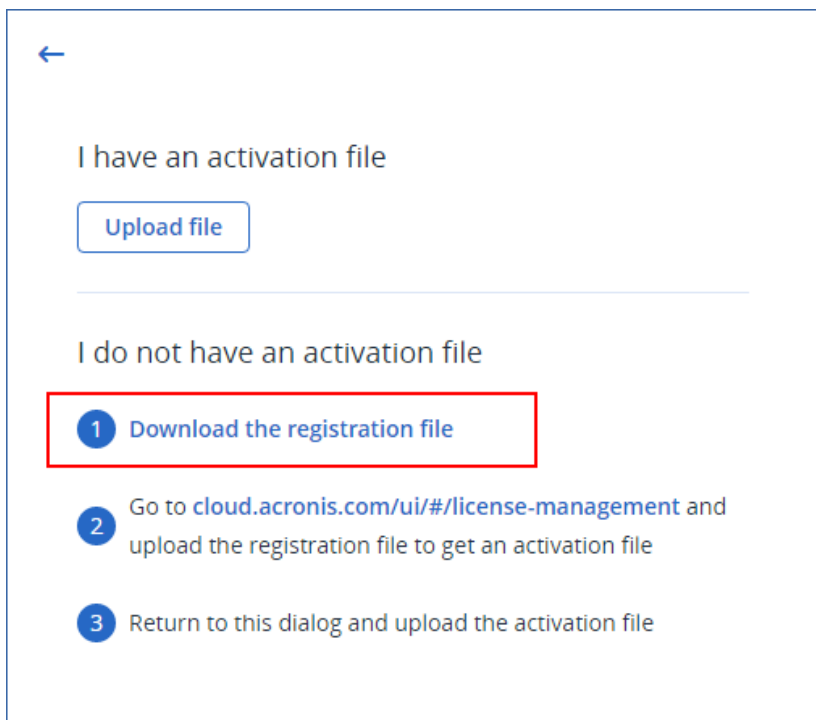 I have an activation file
Upload file
I do not have an activation file
1 Download the registration file
2 Go to cloud.acronis.com/ui/#/license-management and
upload the registration file to get an activation file
3 Return to this dialog and upload the activation file